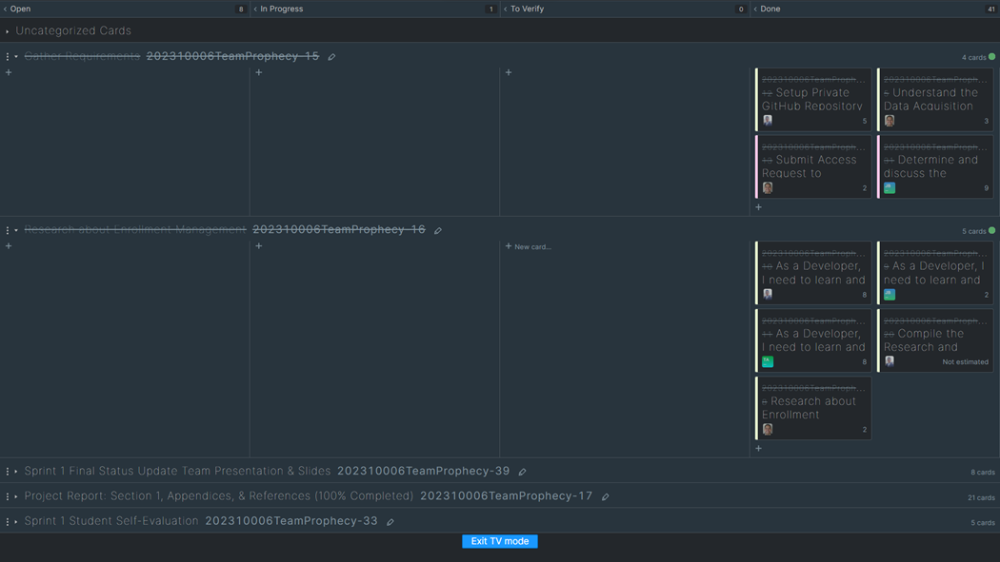 Open 8 In Progress 1 To Verify 0 Done 41
Uncategorized Cards
Gather Requirements 202310006TeamProphecy-15 4 cards
202310006TeamProph... 202310006TeamProph...
12 Setup Private 5 Understand the
GitHub Repository Data Acquisition
5 3
202310006TeamProph... 202310006TeamProph...
13 Submit Access 31 Determine and
Request to discuss the
2 9
Research about Enrollment Management 202310006TeamProphecy-16 5 cards
New card...
202310006TeamProph... 202310006TeamProph...
10 As a Developer, 9 As a Developer, I
I need to learn and need to learn and
8 2
202310006TeamProph... 202310006TeamProph...
11 As a Developer, 20 Compile the
I need to learn and Research and
8 Not estimated
202310006TeamProph...
8 Research about
Enrollment
2
Sprint 1 Final Status Update Team Presentation & Slides 202310006TeamProphecy-39 8 cards
Project Report: Section 1, Appendices, & References (100% Completed) 202310006TeamProphecy-17 21 cards
Sprint 1 Student Self-Evaluation 202310006TeamProphecy-33 5 cards
Exit TV mode